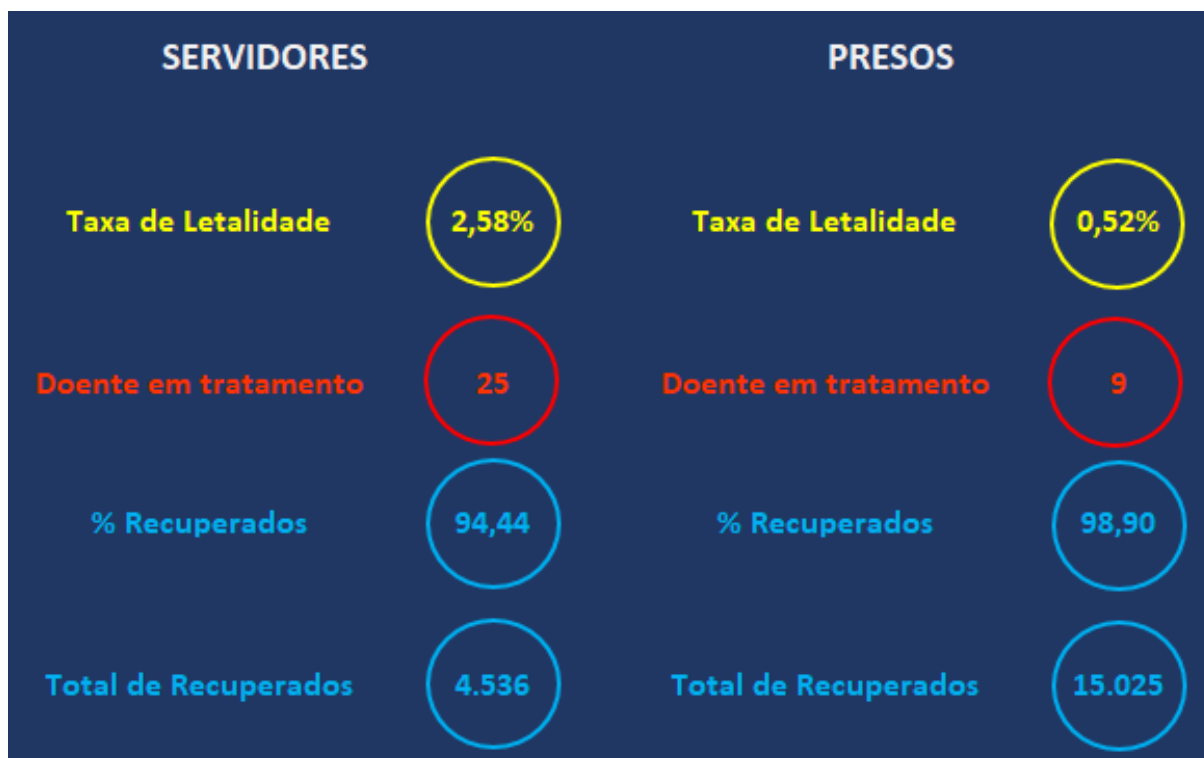 SERVIDORES
Taxa de Letalidade 2,58%
Doente em tratamento 25
% Recuperados 94,44
Total de Recuperados 4.536
PRESOS
Taxa de Letalidade 0,52%
Doente em tratamento 9
% Recuperados 98,90
Total de Recuperados 15.025